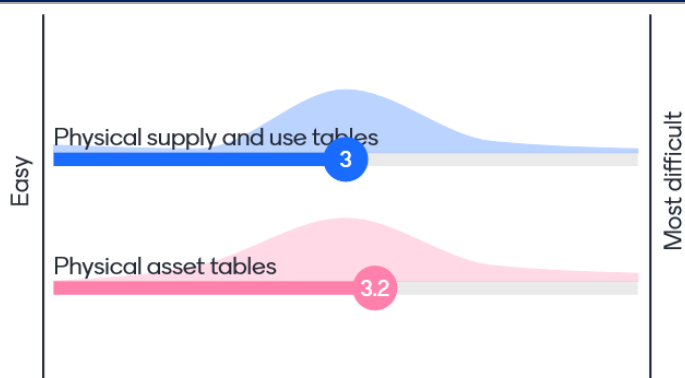 Easy
Physical supply and use tables
3
Physical asset tables
3.2
Most difficult